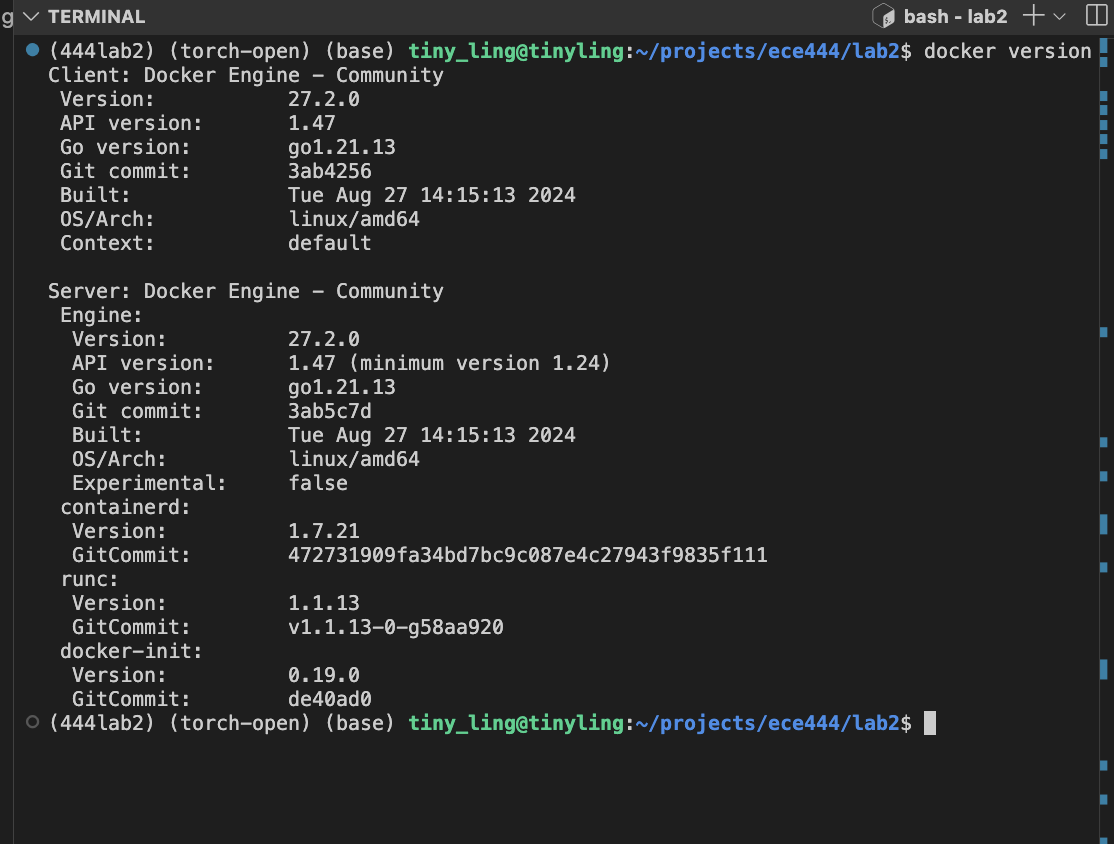 g
TERMINAL
bash - lab2
(444lab2) (torch-open) (base) tiny_ling@tinyling:~/projects/ece444/lab2$ docker version
Client: Docker Engine - Community
Version: 27.2.0
API version: 1.47
Go version: go1.21.13
Git commit: 3ab4256
Built: Tue Aug 27 14:15:13 2024
OS/Arch: linux/amd64
Context: default
Server: Docker Engine - Community
Engine:
Version: 27.2.0
API version: 1.47 (minimum version 1.24)
Go version: go1.21.13
Git commit: 3ab5c7d
Built: Tue Aug 27 14:15:13 2024
OS/Arch: linux/amd64
Experimental: false
containerd:
Version: 1.7.21
GitCommit: 472731909fa34bd7bc9c087e4c27943f9835f111
runc:
Version: 1.1.13
GitCommit: v1.1.13-0-g58aa920
docker-init:
Version: 0.19.0
GitCommit: de40ad0
(444lab2) (torch-open) (base) tiny_ling@tinyling:~/projects/ece444/lab2$